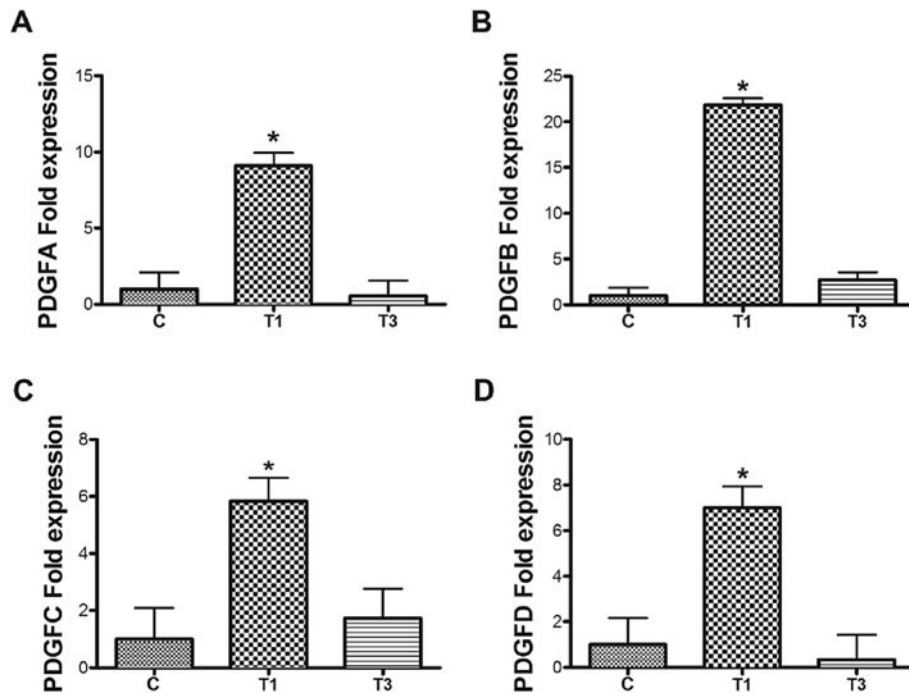 A
PDGFA Fold expression
15
10
5
0
*
C T1 T3
B
PDGFB Fold expression
25
20
15
10
5
0
*
C T1 T3
C
PDGFC Fold expression
8
6
4
2
0
*
C T1 T3
D
PDGFD Fold expression
10
8
6
4
2
0
*
C T1 T3